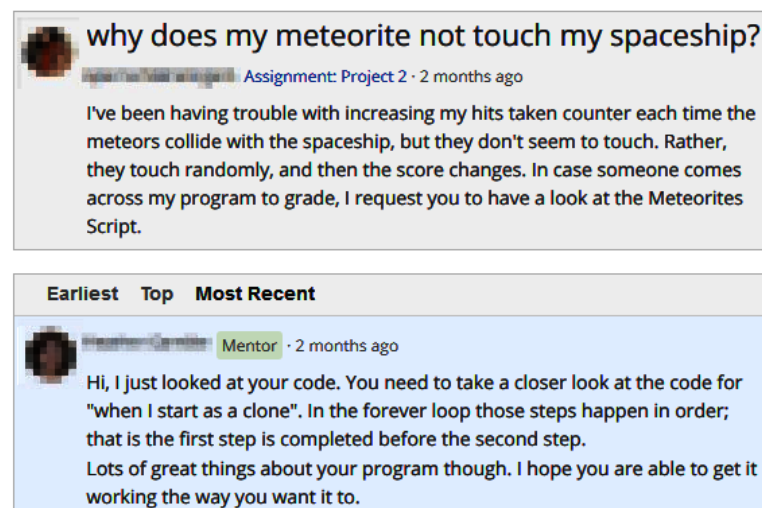 why does my meteorite not touch my spaceship?
Assignment: Project 2 · 2 months ago
I've been having trouble with increasing my hits taken counter each time the
meteors collide with the spaceship, but they don't seem to touch. Rather,
they touch randomly, and then the score changes. In case someone comes
across my program to grade, I request you to have a look at the Meteorites
Script.
Earliest Top Most Recent
Mentor · 2 months ago
Hi, I just looked at your code. You need to take a closer look at the code for
"when I start as a clone". In the forever loop those steps happen in order;
that is the first step is completed before the second step.
Lots of great things about your program though. I hope you are able to get it
working the way you want it to.